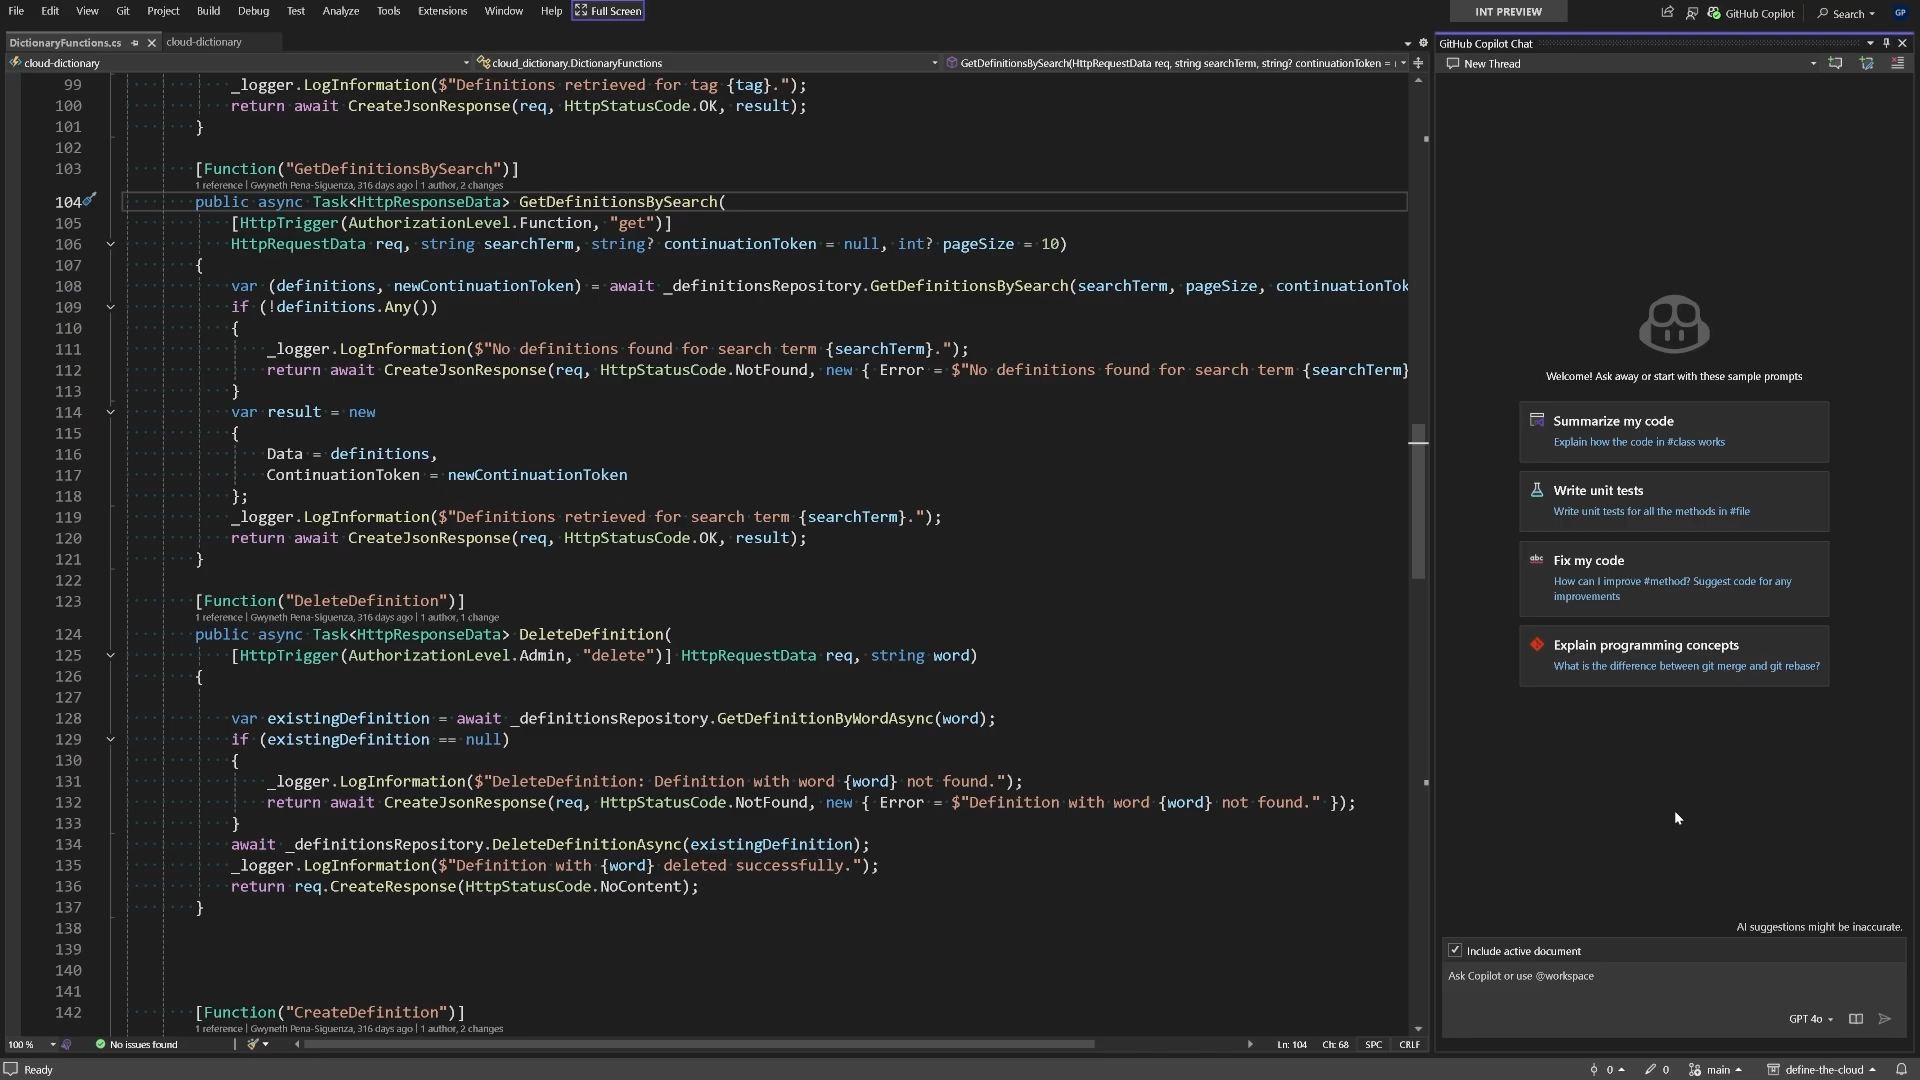 File Edit View Git Project Build Debug Test Analyze Tools Extensions Window Help Full Screen INT PREVIEW GitHub Copilot Search GP
DictionaryFunctions.cs cloud-dictionary
GitHub Copilot Chat
cloud-dictionary cloud_dictionary.DictionaryFunctions GetDefinitionsBySearch(HttpRequestData req, string searchTerm, string? continuationToken =
New Thread
99 _logger.LogInformation($"Definitions retrieved for tag {tag}.");
100 return await CreateJsonResponse(req, HttpStatusCode.OK, result);
101 }
102
103 [Function("GetDefinitionsBySearch")]
1 reference | Gwyneth Pena-Siguenza, 316 days ago | 1 author, 2 changes
104 public async Task<HttpResponseData> GetDefinitionsBySearch(
105 [HttpTrigger(AuthorizationLevel.Function, "get")]
106 HttpRequestData req, string searchTerm, string? continuationToken = null, int? pageSize = 10)
107 {
108 var (definitions, newContinuationToken) = await _definitionsRepository.GetDefinitionsBySearch(searchTerm, pageSize, continuationTok
109 if (!definitions.Any())
110 {
111 _logger.LogInformation($"No definitions found for search term {searchTerm}.");
112 return await CreateJsonResponse(req, HttpStatusCode.NotFound, new { Error = $"No definitions found for search term {searchTerm}
113 }
114 var result = new
115 {
116 Data = definitions,
117 ContinuationToken = newContinuationToken
118 };
119 _logger.LogInformation($"Definitions retrieved for search term {searchTerm}.");
120 return await CreateJsonResponse(req, HttpStatusCode.OK, result);
121 }
122
123 [Function("DeleteDefinition")]
1 reference | Gwyneth Pena-Siguenza, 316 days ago | 1 author, 1 change
124 public async Task<HttpResponseData> DeleteDefinition(
125 [HttpTrigger(AuthorizationLevel.Admin, "delete")] HttpRequestData req, string word)
126 {
127
128 var existingDefinition = await _definitionsRepository.GetDefinitionByWordAsync(word);
129 if (existingDefinition == null)
130 {
131 _logger.LogInformation($"DeleteDefinition: Definition with word {word} not found.");
132 return await CreateJsonResponse(req, HttpStatusCode.NotFound, new { Error = $"Definition with word {word} not found." });
133 }
134 await _definitionsRepository.DeleteDefinitionAsync(existingDefinition);
135 _logger.LogInformation($"Definition with {word} deleted successfully.");
136 return req.CreateResponse(HttpStatusCode.NoContent);
137 }
138
139
140
141
142 [Function("CreateDefinition")]
1 reference | Gwyneth Pena-Siguenza, 316 days ago | 1 author, 2 changes
Welcome! Ask away or start with these sample prompts
Summarize my code
Explain how the code in #class works
Write unit tests
Write unit tests for all the methods in #file
abc Fix my code
How can I improve #method? Suggest code for any
improvements
Explain programming concepts
What is the difference between git merge and git rebase?
AI suggestions might be inaccurate.
Include active document
Ask Copilot or use @workspace
GPT 4o
100 % No issues found Ln: 104 Ch: 68 SPC CRLF
Ready 0 0 main define-the-cloud